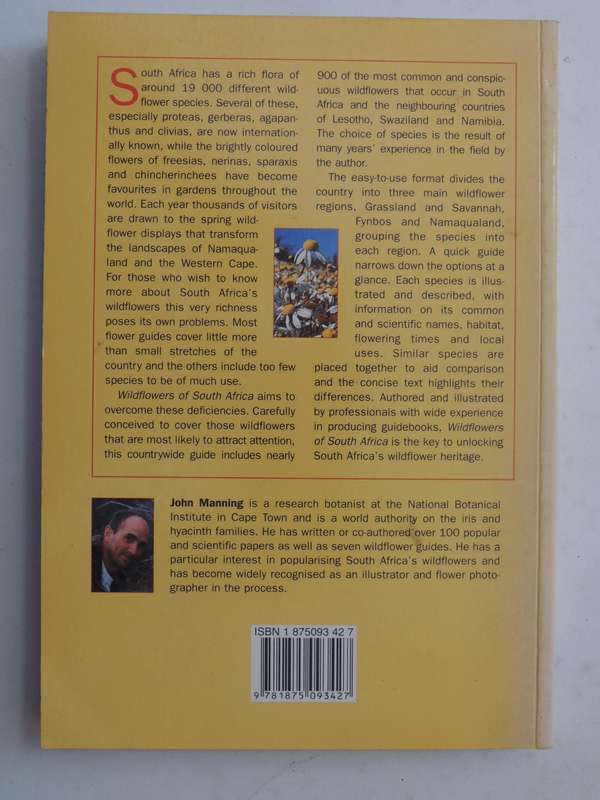 South Africa has a rich flora of
around 19 000 different wild-
flower species. Several of these,
especially proteas, gerberas, agapan-
thus and clivias, are now internation-
ally known, while the brightly coloured
flowers of freesias, nerinas, sparaxis
and chincherinchees have become
favourites in gardens throughout the
world. Each year thousands of visitors
are drawn to the spring wild-
flower displays that transform
the landscapes of Namaqua-
land and the Western Cape.
For those who wish to know
more about South Africa's
wildflowers this very richness
poses its own problems. Most
flower guides cover little more
than small stretches of the
country and the others include too few
species to be of much use.
Wildflowers of South Africa aims to
overcome these deficiencies. Carefully
conceived to cover those wildflowers
that are most likely to attract attention,
this countrywide guide includes nearly
900 of the most common and conspic-
uous wildflowers that occur in South
Africa and the neighbouring countries
of Lesotho, Swaziland and Namibia.
The choice of species is the result of
many years' experience in the field by
the author.
The easy-to-use format divides the
country into three main wildflower
regions, Grassland and Savannah,
Fynbos and Namaqualand,
grouping the species into
each region. A quick guide
narrows down the options at a
glance. Each species is illus-
trated and described, with
information on its common
and scientific names, habitat,
flowering times and local
uses. Similar species are
placed together to aid comparison
and the concise text highlights their
differences. Authored and illustrated
by professionals with wide experience
in producing guidebooks, Wildflowers
of South Africa is the key to unlocking
South Africa's wildflower heritage.
John Manning is a research botanist at the National Botanical
Institute in Cape Town and is a world authority on the iris and
hyacinth families. He has written or co-authored over 100 popular
and scientific papers as well as seven wildflower guides. He has a
particular interest in popularising South Africa's wildflowers and
has become widely recognised as an illustrator and flower photo-
grapher in the process.
ISBN 1 875093 42 7
9 781875 093427